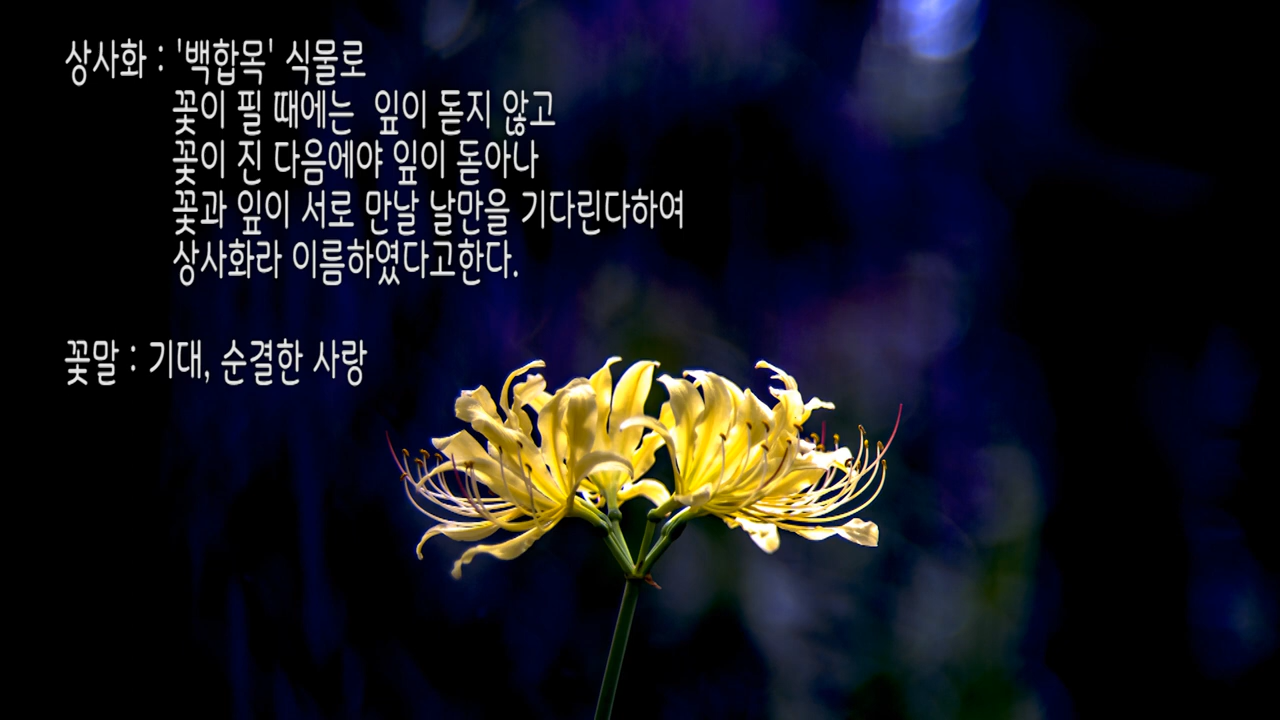 상사화 : '백합목' 식물로
꽃이 필 때에는 잎이 돋지 않고
꽃이 진 다음에야 잎이 돋아나
꽃과 잎이 서로 만날 날만을 기다린다하여
상사화라 이름하였다고한다.
꽃말 : 기대, 순결한 사랑